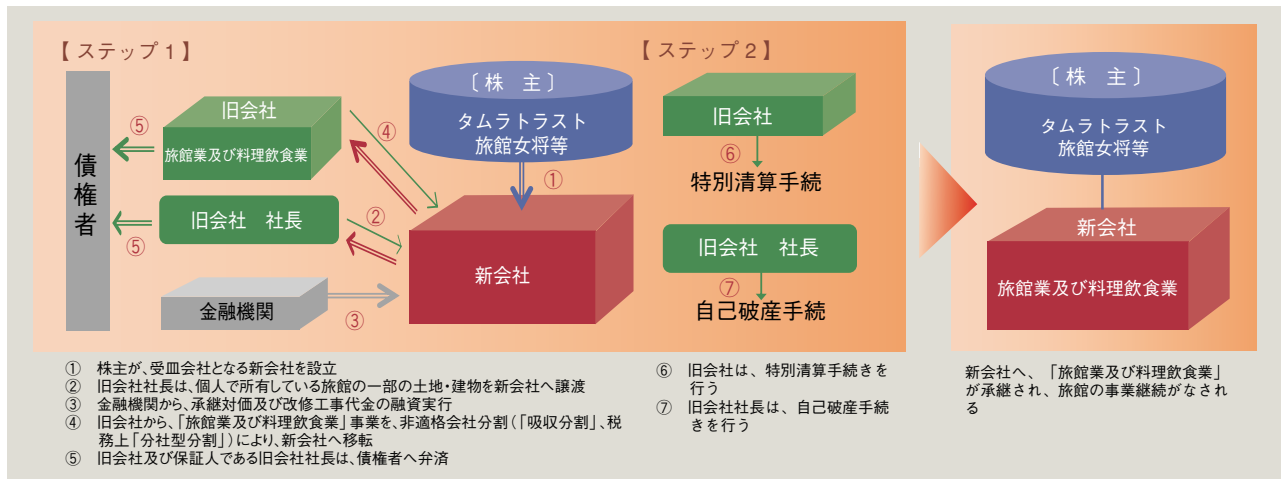 【 ステップ 1 】
旧会社
旅館業及び料理飲食業
債権者
旧会社　社長
金融機関
〔 株　主 〕
タムラトラスト
旅館女将等
新会社
①
②
③
④
⑤
⑤
【 ステップ 2 】
旧会社
⑥
特別清算手続
旧会社　社長
⑦
自己破産手続
〔 株　主 〕
タムラトラスト
旅館女将等
新会社
旅館業及び料理飲食業
①　株主が、受皿会社となる新会社を設立
②　旧会社社長は、個人で所有している旅館の一部の土地・建物を新会社へ譲渡
③　金融機関から、承継対価及び改修工事代金の融資実行
④　旧会社から、「旅館業及び料理飲食業」事業を、非適格会社分割（「吸収分割」、税
務上「分社型分割」）により、新会社へ移転
⑤　旧会社及び保証人である旧会社社長は、債権者へ弁済
⑥　旧会社は、特別清算手続きを
行う
⑦　旧会社社長は、自己破産手続
きを行う
新会社へ、「旅館業及び料理飲食業」
が承継され、旅館の事業継続がなされ
る